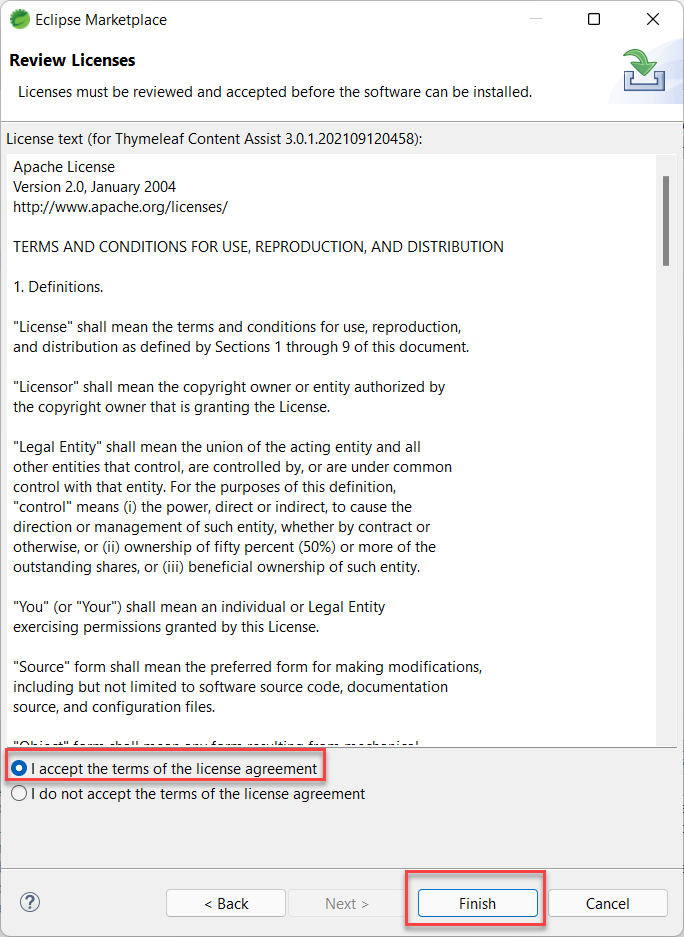 Eclipse Marketplace
Review Licenses
Licenses must be reviewed and accepted before the software can be installed.
License text (for Thymeleaf Content Assist 3.0.1.202109120458):
Apache License
Version 2.0, January 2004
http://www.apache.org/licenses/
TERMS AND CONDITIONS FOR USE, REPRODUCTION, AND DISTRIBUTION
1. Definitions.
"License" shall mean the terms and conditions for use, reproduction,
and distribution as defined by Sections 1 through 9 of this document.
"Licensor" shall mean the copyright owner or entity authorized by
the copyright owner that is granting the License.
"Legal Entity" shall mean the union of the acting entity and all
other entities that control, are controlled by, or are under common
control with that entity. For the purposes of this definition,
"control" means (i) the power, direct or indirect, to cause the
direction or management of such entity, whether by contract or
otherwise, or (ii) ownership of fifty percent (50%) or more of the
outstanding shares, or (iii) beneficial ownership of such entity.
"You" (or "Your") shall mean an individual or Legal Entity
exercising permissions granted by this License.
"Source" form shall mean the preferred form for making modifications,
including but not limited to software source code, documentation
source, and configuration files.
"Object" form shall mean any form resulting from mechanical
I accept the terms of the license agreement
I do not accept the terms of the license agreement
?
< Back
Next >
Finish
Cancel